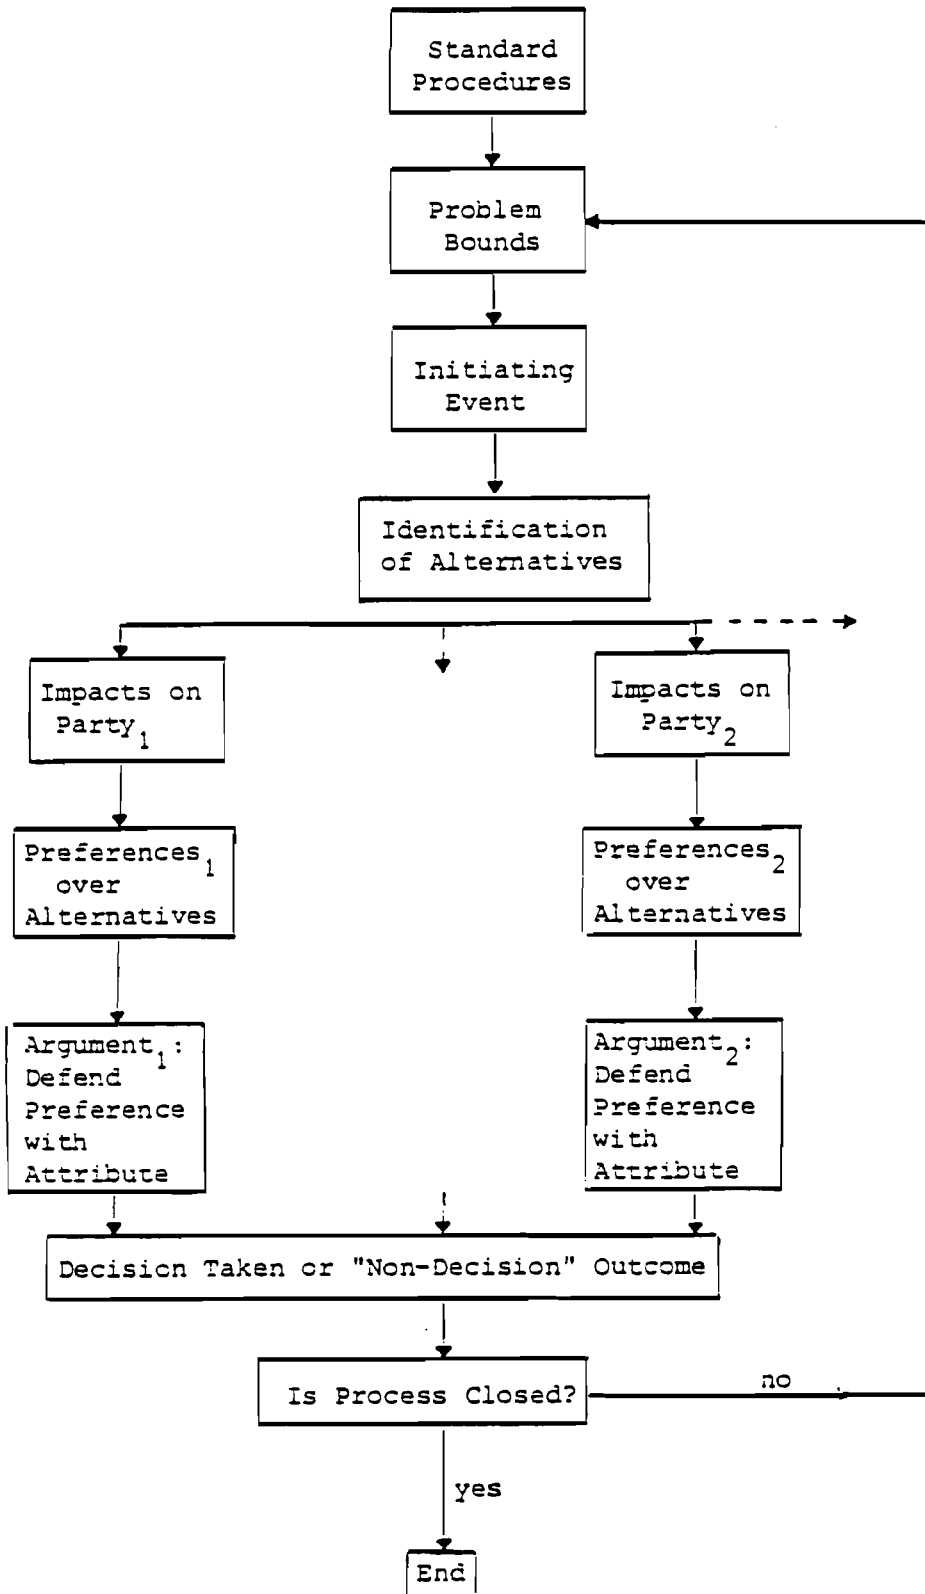 Standard
Procedures
Problem
Bounds
Initiating
Event
Identification
of Alternatives
Impacts on
Party₁
Impacts on
Party₂
Preferences₁
over
Alternatives
Preferences₂
over
Alternatives
Argument₁:
Defend
Preference
with
Attribute
Argument₂:
Defend
Preference
with
Attribute
Decision Taken or "Non-Decision" Outcome
Is Process Closed?
no
yes
End